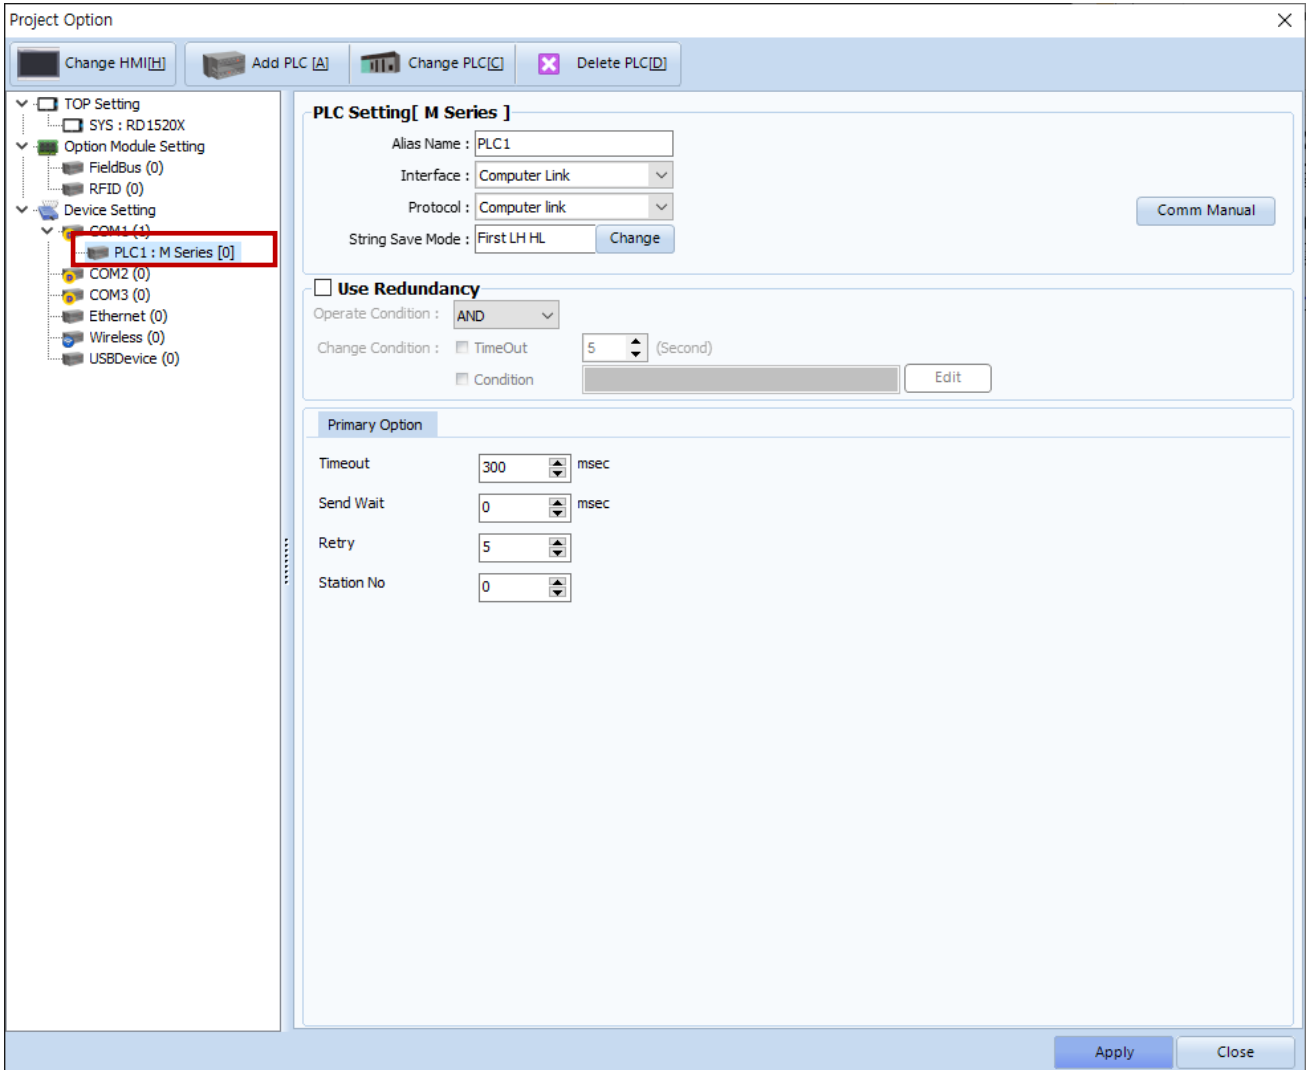 Project Option
Change HMI[H] Add PLC [A] Change PLC[C] Delete PLC[D]
TOP Setting
SYS : RD1520X
Option Module Setting
FieldBus (0)
RFID (0)
Device Setting
COM1 (1)
PLC1 : M Series [0]
COM2 (0)
COM3 (0)
Ethernet (0)
Wireless (0)
USBDevice (0)
PLC Setting[ M Series ]
Alias Name : PLC1
Interface : Computer Link
Protocol : Computer link
Comm Manual
String Save Mode : First LH HL Change
Use Redundancy
Operate Condition : AND
Change Condition : TimeOut 5 (Second)
Condition Edit
Primary Option
Timeout 300 msec
Send Wait 0 msec
Retry 5
Station No 0
Apply Close